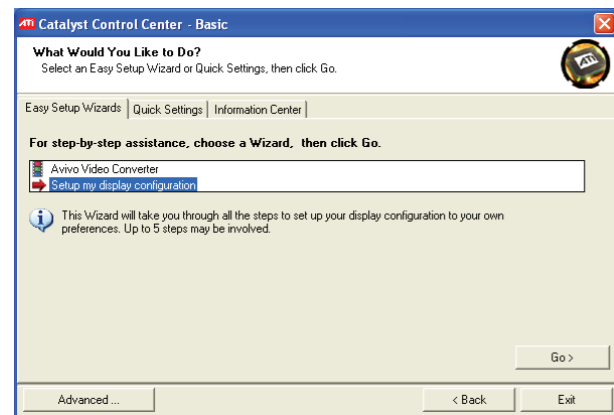 ATI Catalyst Control Center - Basic
What Would You Like to Do?
Select an Easy Setup Wizard or Quick Settings, then click Go.
ATI
Easy Setup Wizards Quick Settings Information Center
For step-by-step assistance, choose a Wizard, then click Go.
Avivo Video Converter
Setup my display configuration
This Wizard will take you through all the steps to set up your display configuration to your own
preferences. Up to 5 steps may be involved.
Go >
Advanced ... < Back Exit